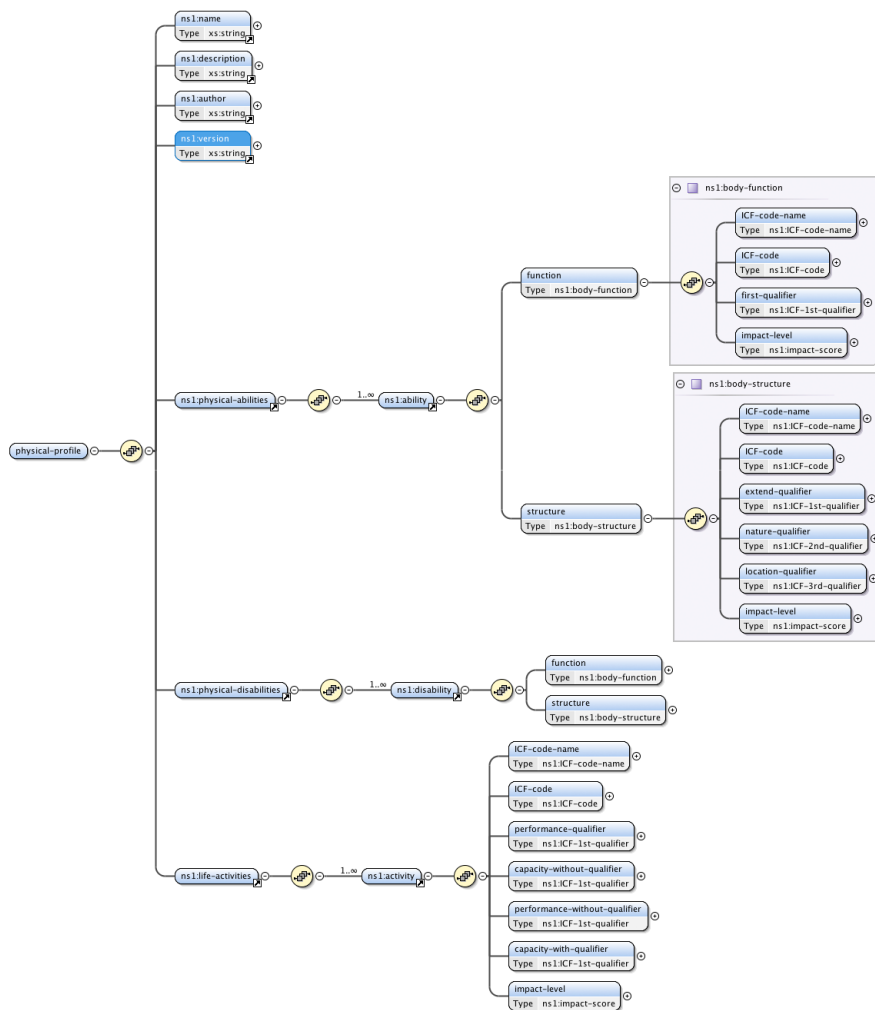 ns1:name
Type xs:string
ns1:description
Type xs:string
ns1:author
Type xs:string
ns1:version
Type xs:string
ns1:body-function
ICF-code-name
Type ns1:ICF-code-name
ICF-code
Type ns1:ICF-code
function
Type ns1:body-function
first-qualifier
Type ns1:ICF-1st-qualifier
impact-level
Type ns1:impact-score
ns1:physical-abilities
1..∞
ns1:ability
ns1:body-structure
ICF-code-name
Type ns1:ICF-code-name
physical-profile
ICF-code
Type ns1:ICF-code
extend-qualifier
Type ns1:ICF-1st-qualifier
structure
Type ns1:body-structure
nature-qualifier
Type ns1:ICF-2nd-qualifier
location-qualifier
Type ns1:ICF-3rd-qualifier
impact-level
Type ns1:impact-score
ns1:physical-disabilities
1..∞
ns1:disability
function
Type ns1:body-function
structure
Type ns1:body-structure
ICF-code-name
Type ns1:ICF-code-name
ICF-code
Type ns1:ICF-code
performance-qualifier
Type ns1:ICF-1st-qualifier
ns1:life-activities
1..∞
ns1:activity
capacity-without-qualifier
Type ns1:ICF-1st-qualifier
performance-without-qualifier
Type ns1:ICF-1st-qualifier
capacity-with-qualifier
Type ns1:ICF-1st-qualifier
impact-level
Type ns1:impact-score